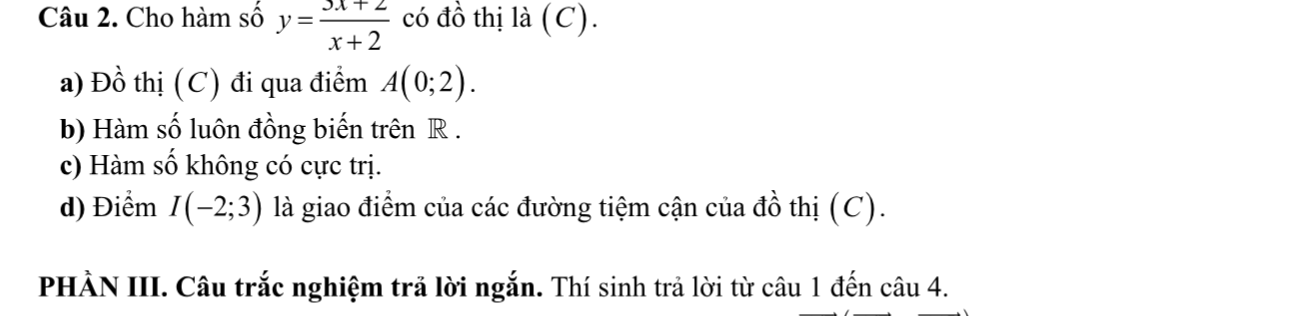 Câu 2. Cho hàm số y = (3x+2)/(x+2) có đồ thị là (C).
a) Đồ thị (C) đi qua điểm A(0;2).
b) Hàm số luôn đồng biến trên ℝ.
c) Hàm số không có cực trị.
d) Điểm I(−2;3) là giao điểm của các đường tiệm cận của đồ thị (C).
PHẦN III. Câu trắc nghiệm trả lời ngắn. Thí sinh trả lời từ câu 1 đến câu 4.